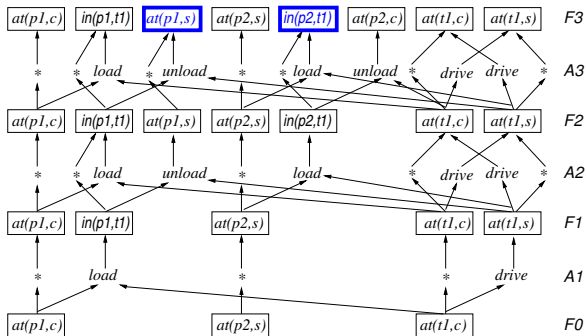 at(p1,c) in(p1,t1) at(p1,s) at(p2,s) in(p2,t1) at(p2,c) at(t1,c) at(t1,s) F3
* * load * unload * * load unload * drive drive * A3
at(p1,c) in(p1,t1) at(p1,s) at(p2,s) in(p2,t1) at(t1,c) at(t1,s) F2
* * load unload * load * drive drive * A2
at(p1,c) in(p1,t1) at(p2,s) at(t1,c) at(t1,s) F1
* load * * drive A1
at(p1,c) at(p2,s) at(t1,c) F0